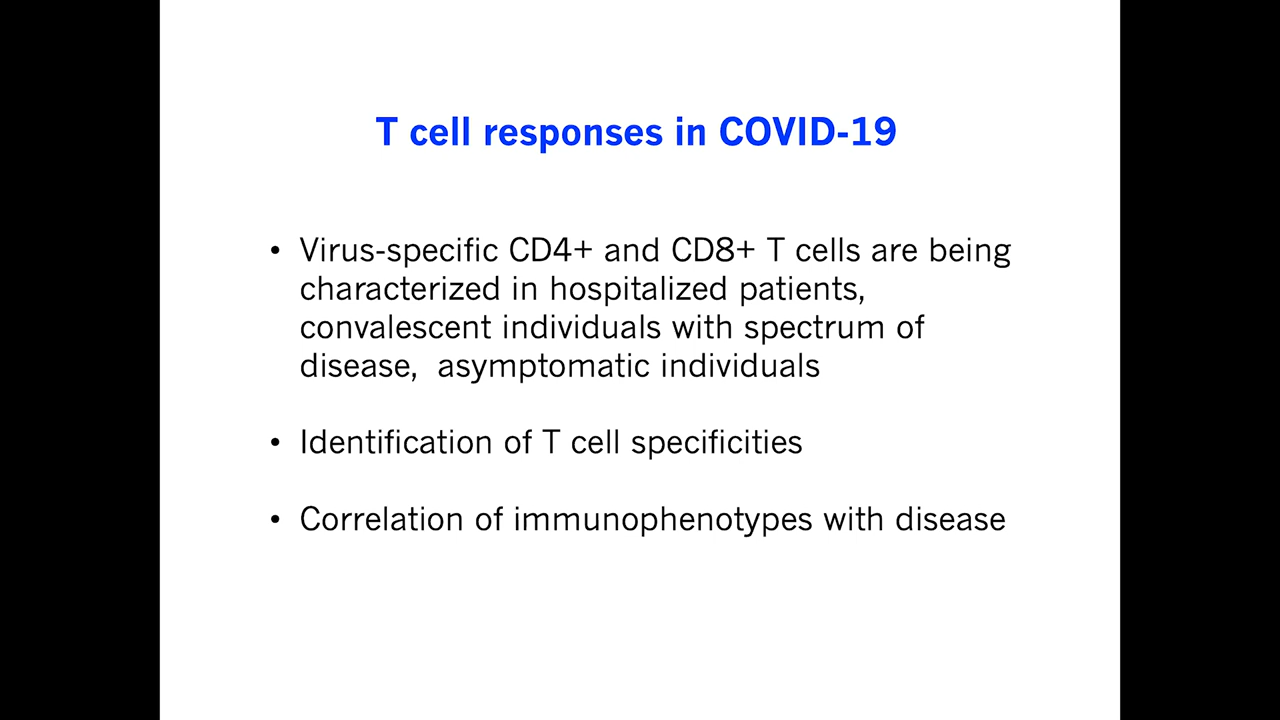 T cell responses in COVID-19
• Virus-specific CD4+ and CD8+ T cells are being
characterized in hospitalized patients,
convalescent individuals with spectrum of
disease,  asymptomatic individuals
• Identification of T cell specificities
• Correlation of immunophenotypes with disease